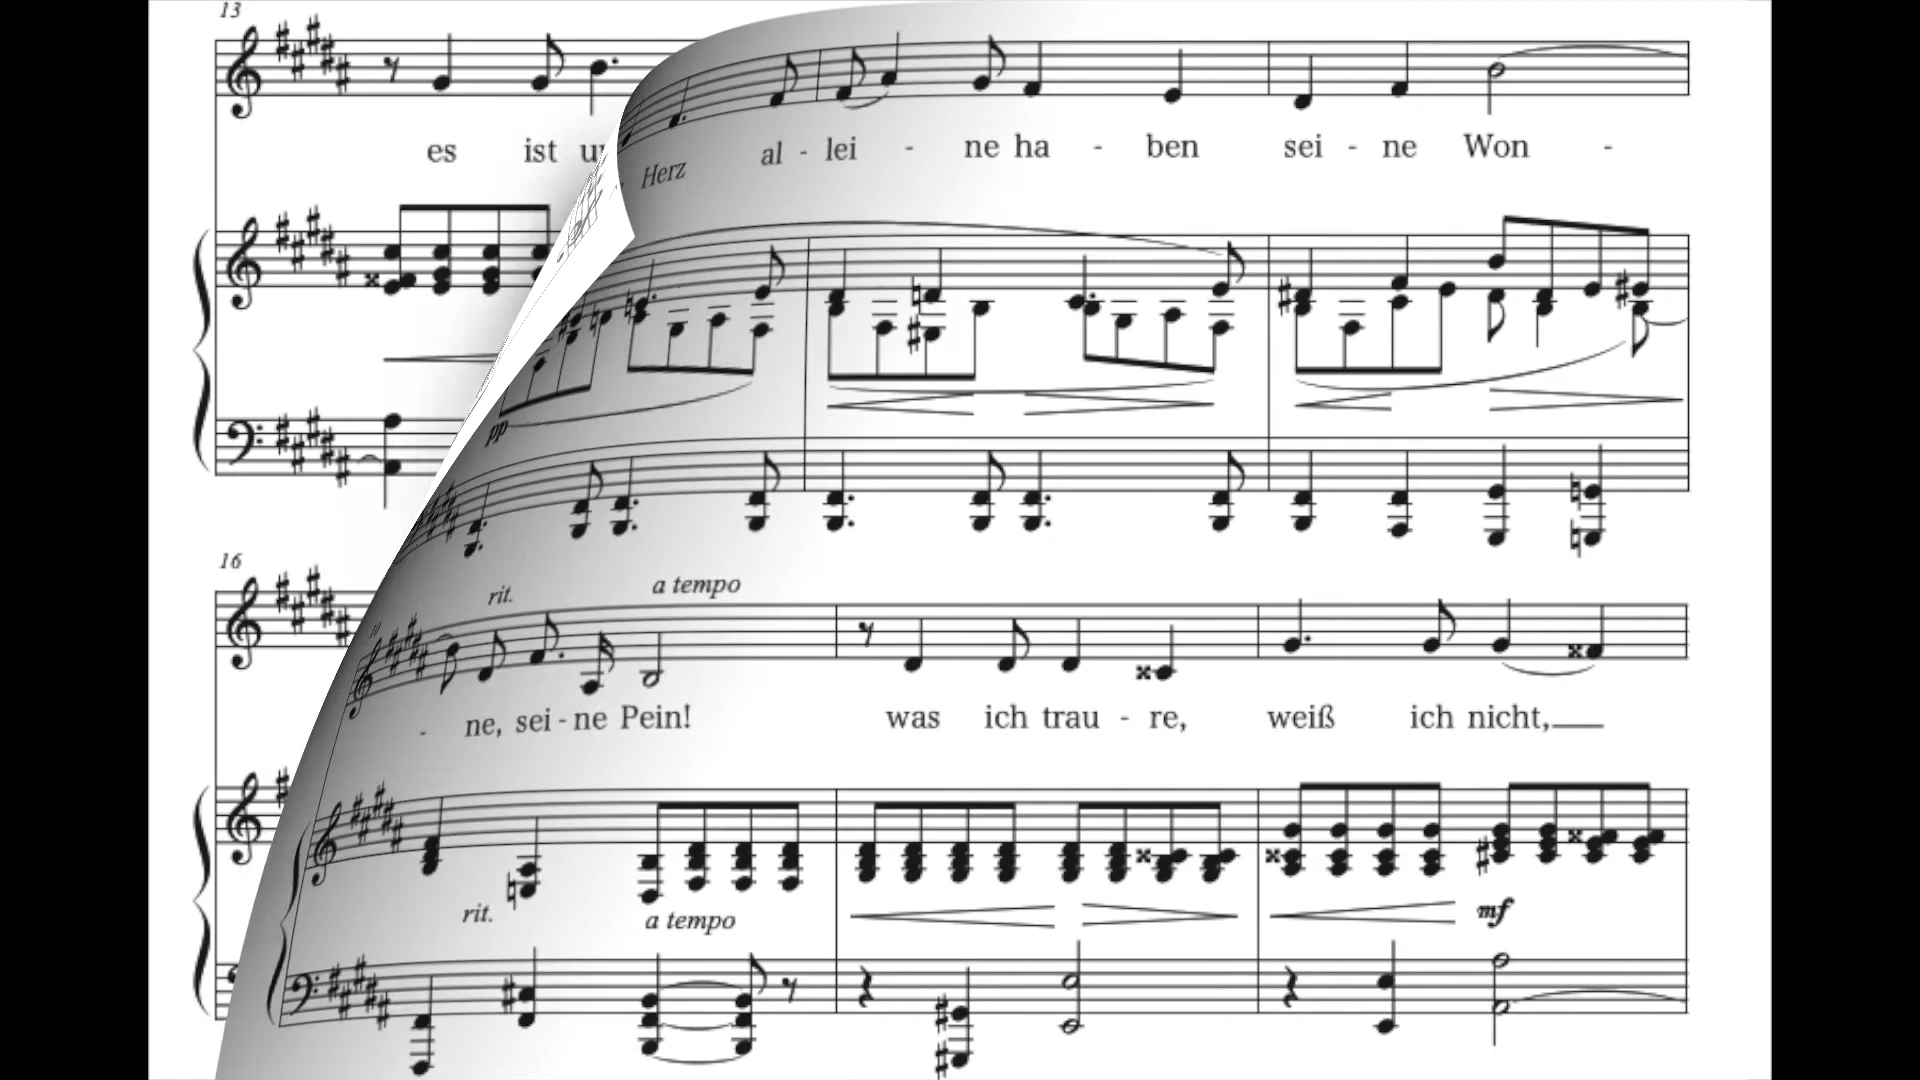 13
es ist
Herz al - lei - ne ha - ben sei - ne Won -
pp
16
rit. a tempo
- ne, sei - ne Pein! was ich trau - re, weiß ich nicht,
rit. a tempo mf